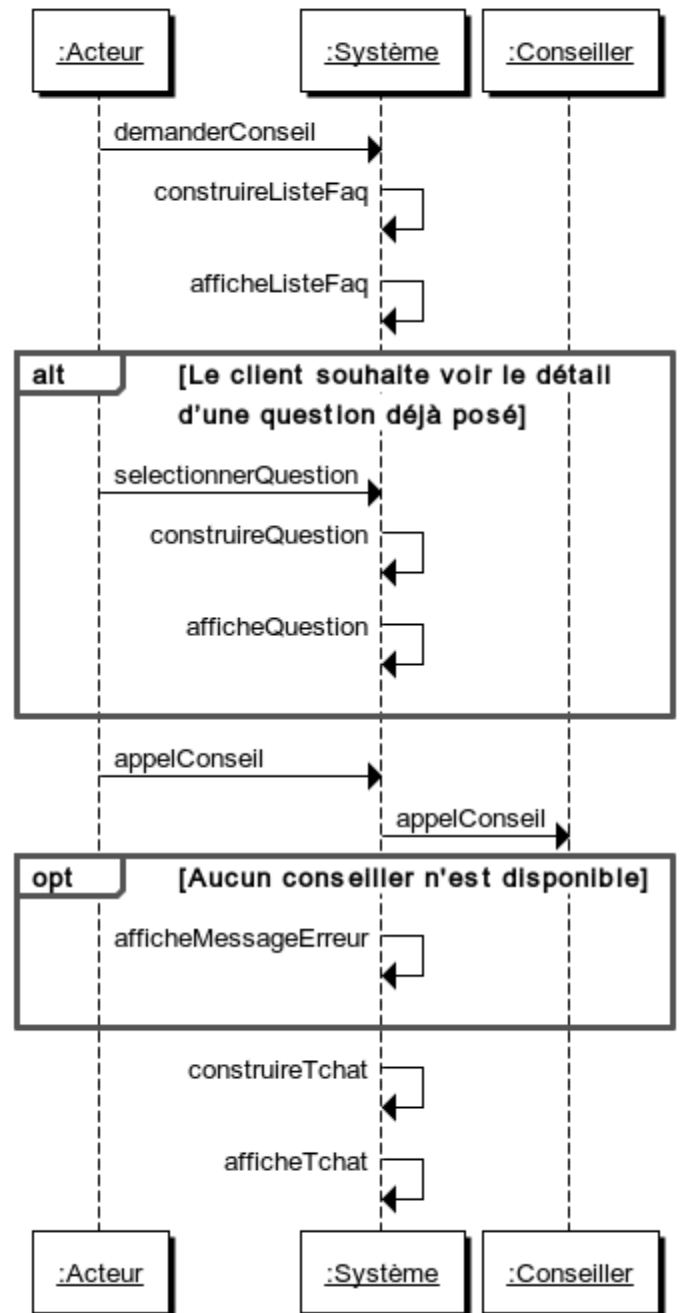 :Acteur
:Système
:Conseiller
demanderConseil
construireListeFaq
afficheListeFaq
alt
[Le client souhaite voir le détail
d'une question déjà posé]
selectionnerQuestion
construireQuestion
afficheQuestion
appelConseil
appelConseil
opt
[Aucun conseiller n'est disponible]
afficheMessageErreur
construireTchat
afficheTchat
:Acteur
:Système
:Conseiller